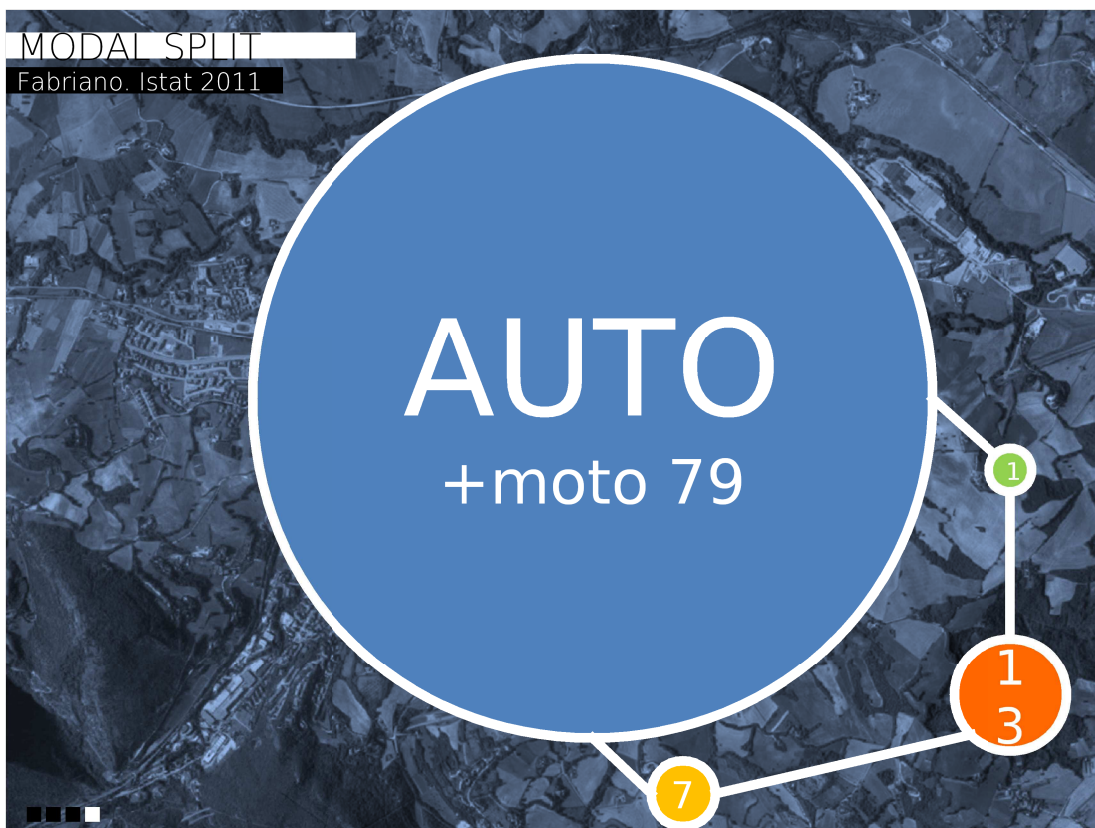 MODAL SPLIT
Fabriano. Istat 2011
AUTO
+moto 79
1
1
3
7